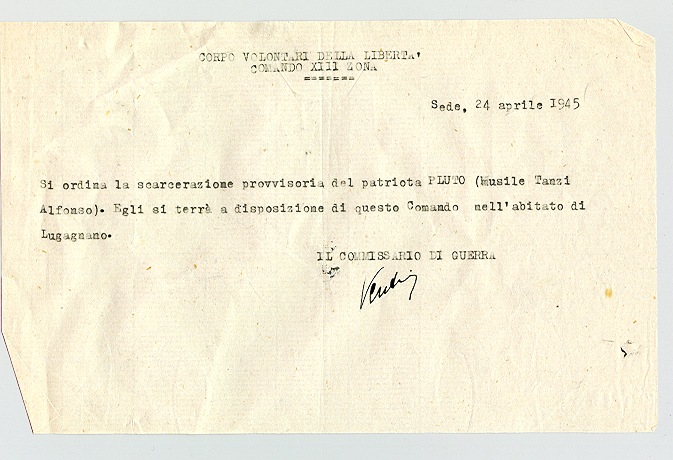 CORPO VOLONTARI DELLA LIBERTA'
COMANDO XIII ZONA
=======
Sede, 24 aprile 1945
Si ordina la scarcerazione provvisoria del patriota PLUTO (Musile Tanzi
Alfonso). Egli si terrà a disposizione di questo Comando nell'abitato di
Lugagnano.
IL COMMISSARIO DI GUERRA